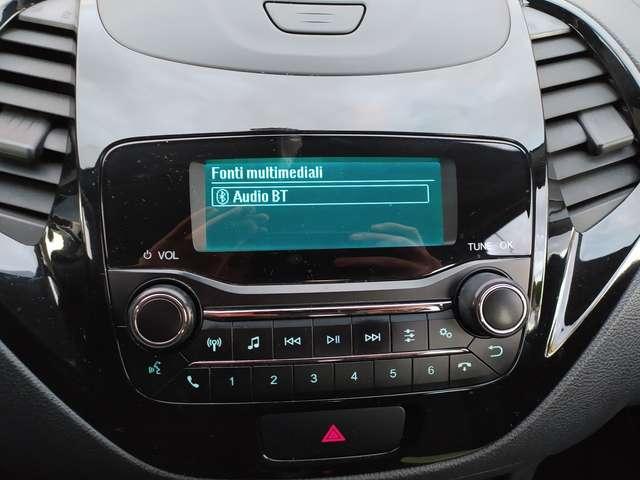 Fonti multimediali
Audio BT
VOL
TUNE OK
1 2 3 4 5 6